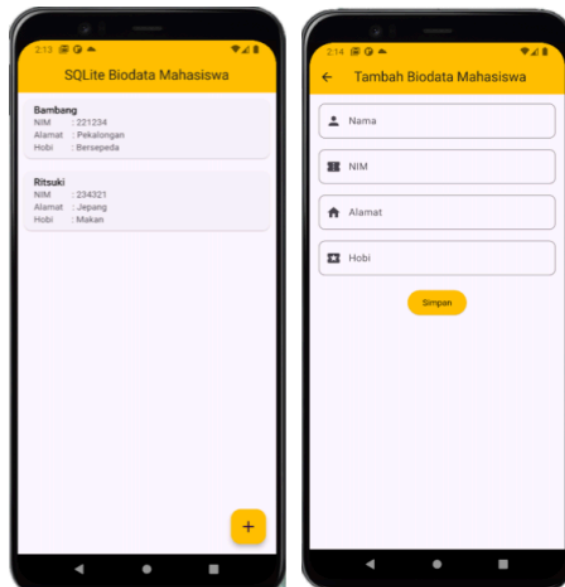 2:13
SQLite Biodata Mahasiswa
Bambang
NIM : 221234
Alamat : Pekalongan
Hobi : Bersepeda
Ritsuki
NIM : 234321
Alamat : Jepang
Hobi : Makan
+
2:14
Tambah Biodata Mahasiswa
Nama
NIM
Alamat
Hobi
Simpan